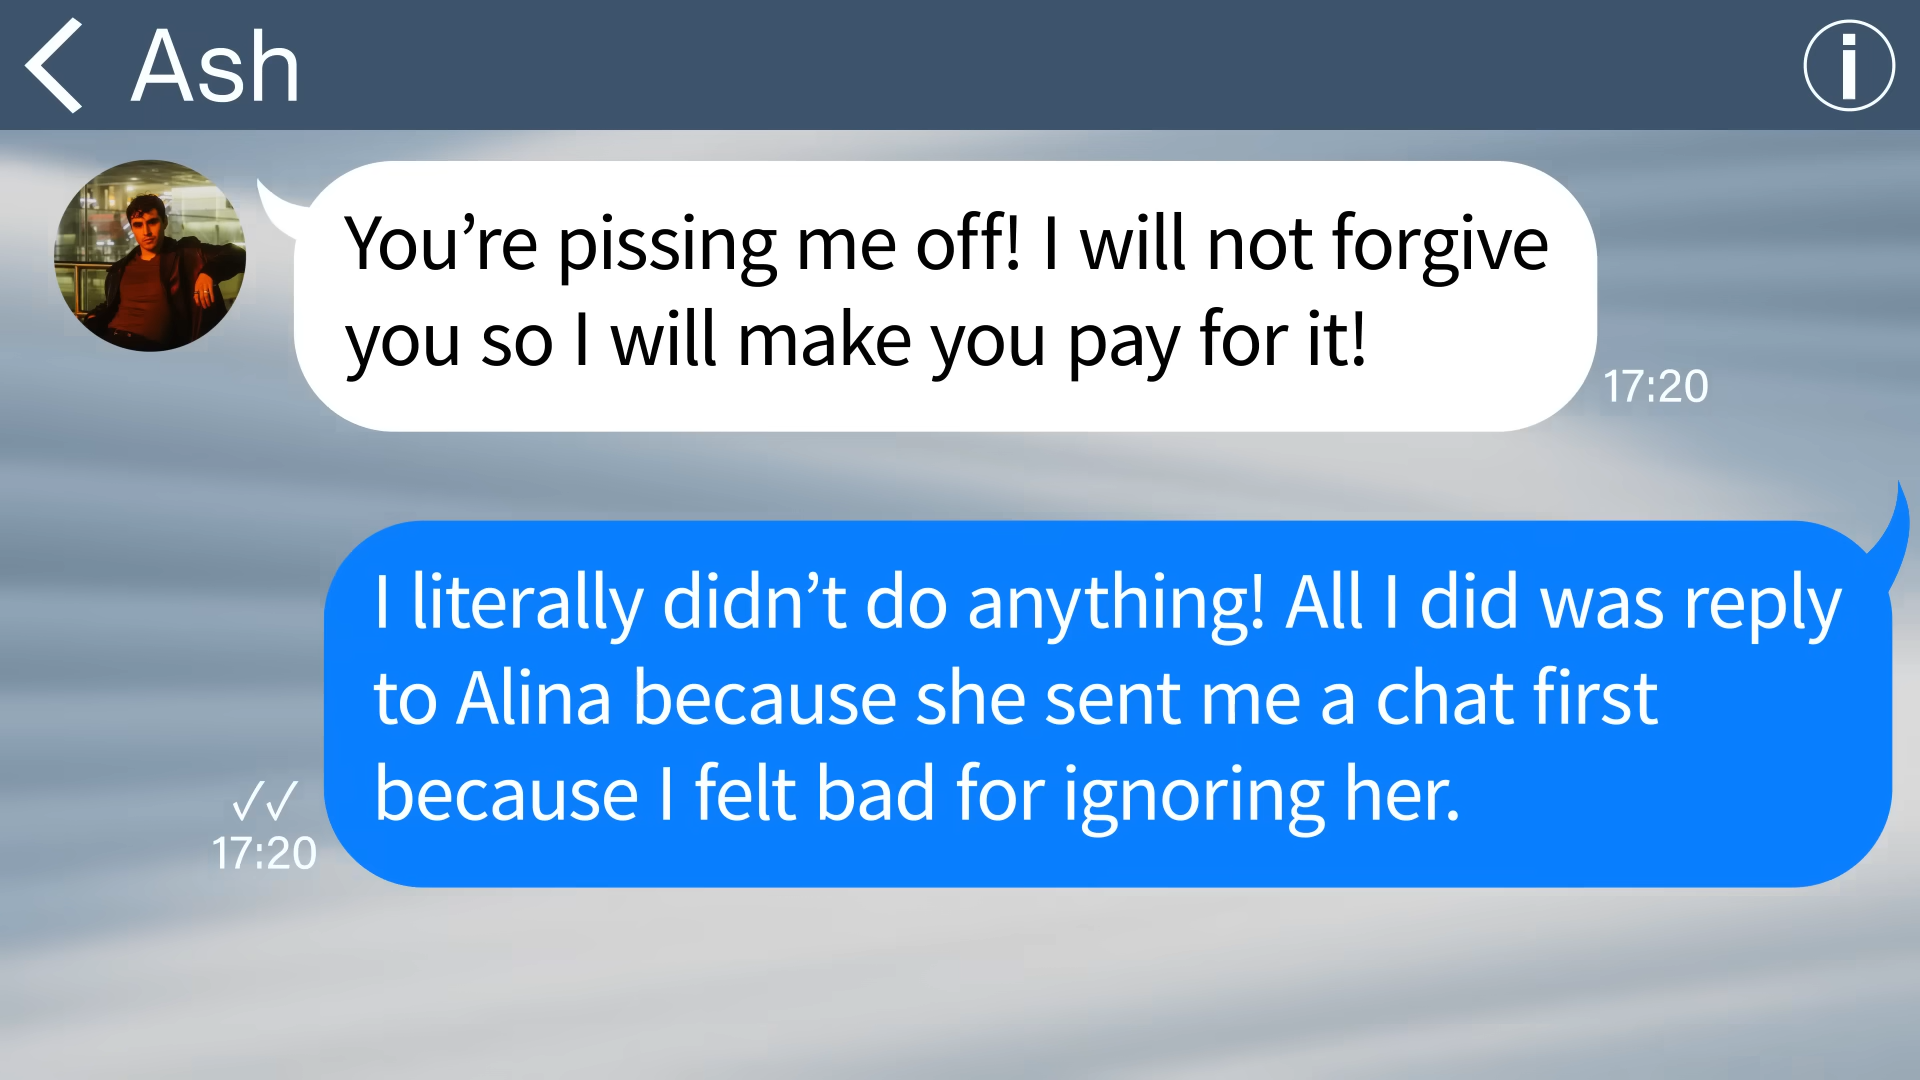 Ash
You’re pissing me off! I will not forgive
you so I will make you pay for it!
17:20
I literally didn’t do anything! All I did was reply
to Alina because she sent me a chat first
because I felt bad for ignoring her.
17:20